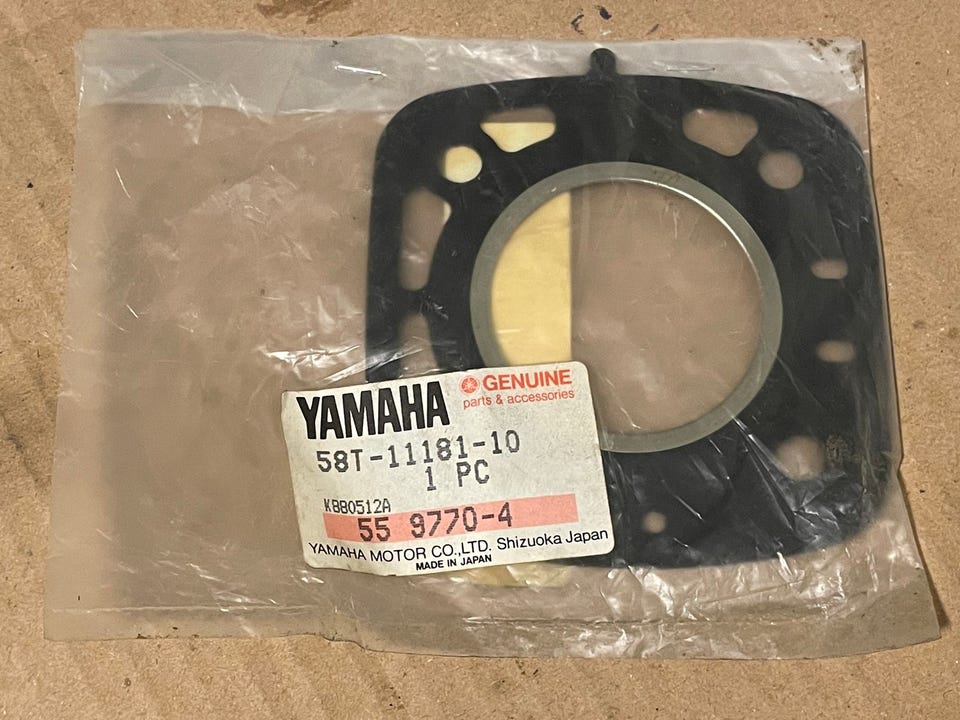 YAMAHA GENUINE
parts & accessories
58T-11181-10
1 PC
K880512A
55 9770-4
YAMAHA MOTOR CO.,LTD. Shizuoka Japan
MADE IN JAPAN